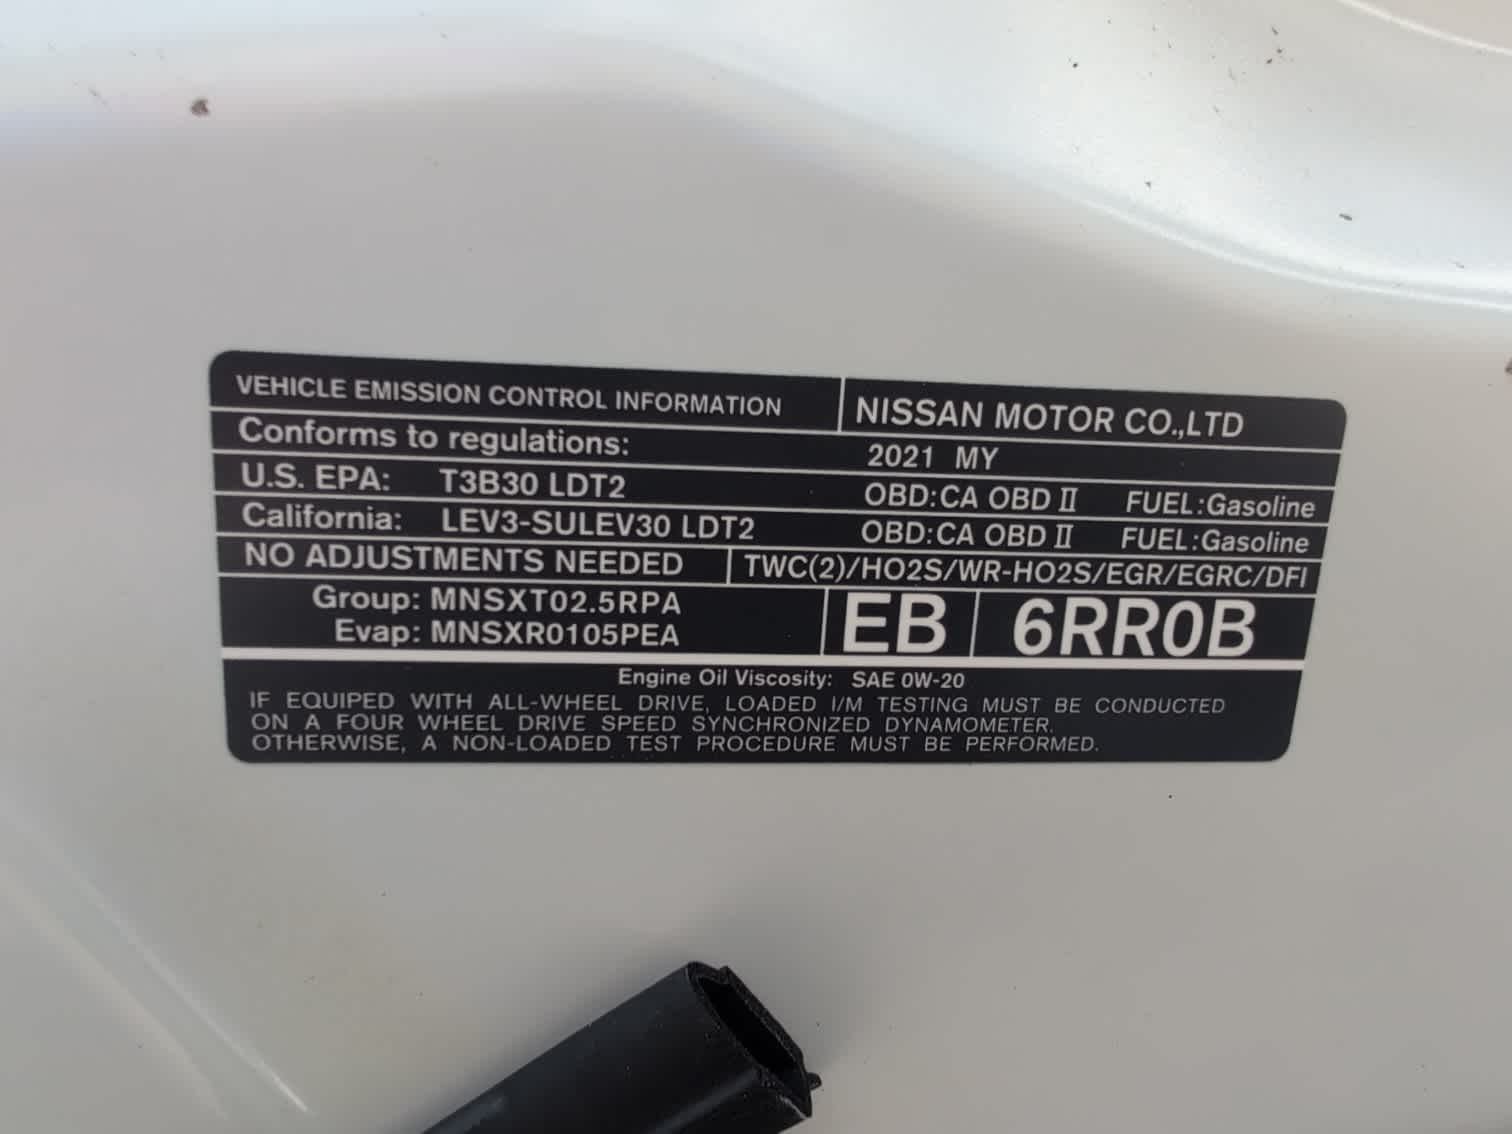 VEHICLE EMISSION CONTROL INFORMATION NISSAN MOTOR CO.,LTD
Conforms to regulations: 2021 MY
U.S. EPA: T3B30 LDT2 OBD:CA OBD II FUEL:Gasoline
California: LEV3-SULEV30 LDT2 OBD:CA OBD II FUEL:Gasoline
NO ADJUSTMENTS NEEDED TWC(2)/HO2S/WR-HO2S/EGR/EGRC/DFI
Group: MNSXT02.5RPA
Evap: MNSXR0105PEA
EB 6RR0B
Engine Oil Viscosity: SAE 0W-20
IF EQUIPED WITH ALL-WHEEL DRIVE, LOADED I/M TESTING MUST BE CONDUCTED
ON A FOUR WHEEL DRIVE SPEED SYNCHRONIZED DYNAMOMETER.
OTHERWISE, A NON-LOADED TEST PROCEDURE MUST BE PERFORMED.